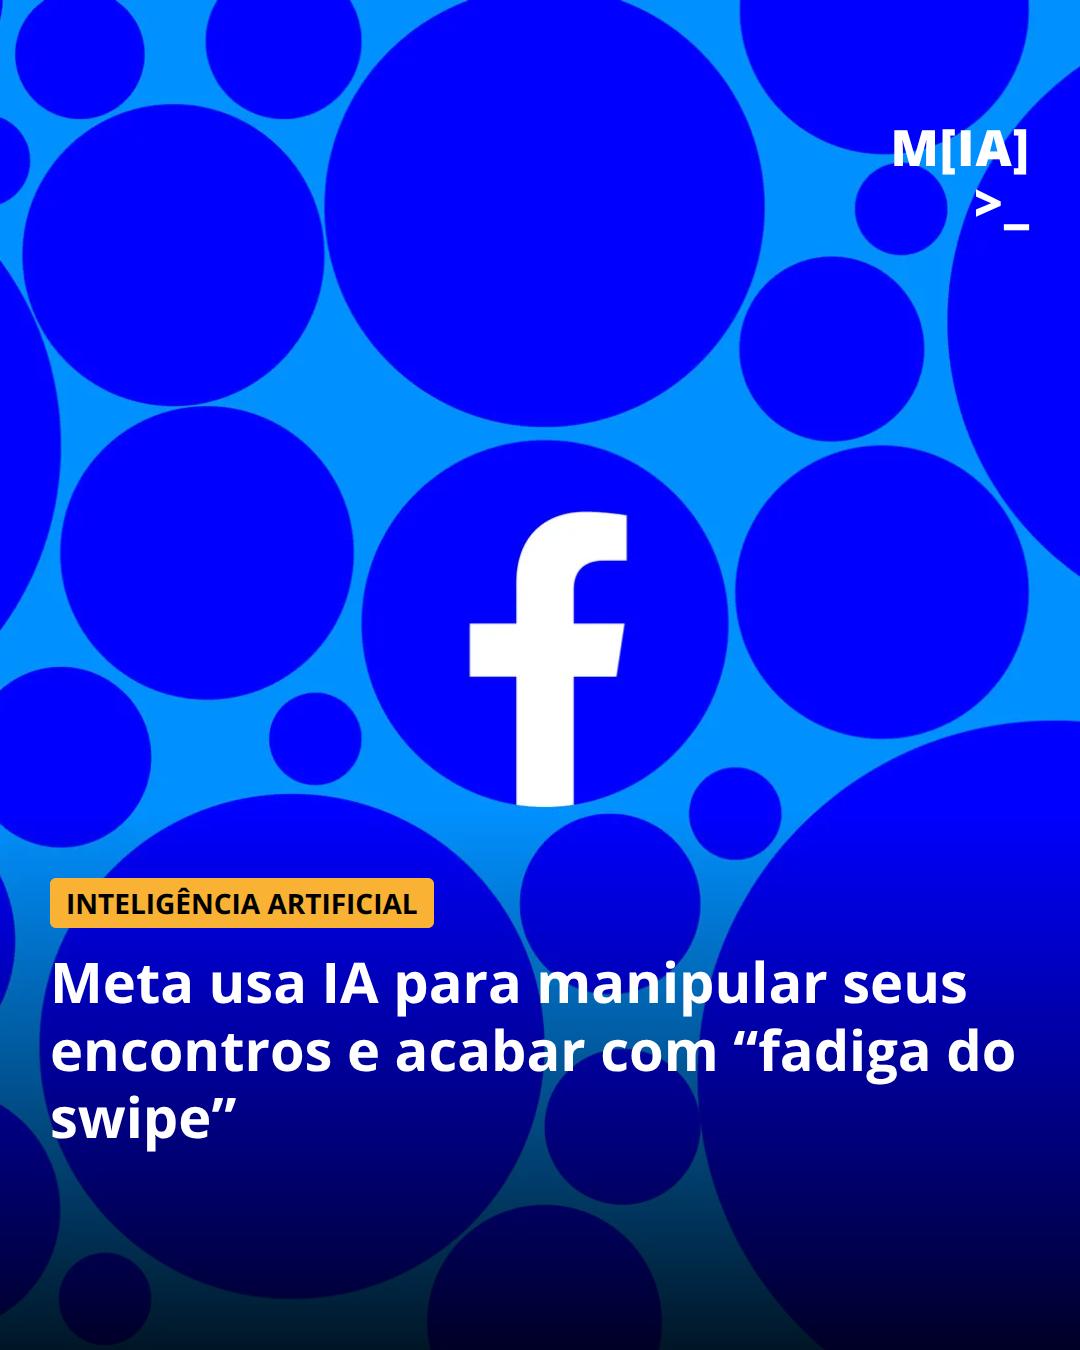 M[IA]
>_
f
INTELIGÊNCIA ARTIFICIAL
Meta usa IA para manipular seus
encontros e acabar com “fadiga do
swipe”